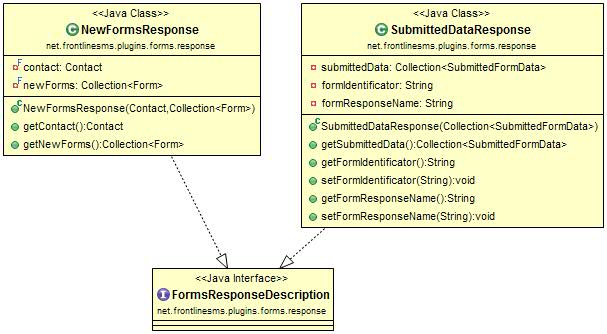 <<Java Class>>
NewFormsResponse
net.frontlinesms.plugins.forms.response
contact: Contact
newForms: Collection<Form>
NewFormsResponse(Contact,Collection<Form>)
getContact():Contact
getNewForms():Collection<Form>
<<Java Class>>
SubmittedDataResponse
net.frontlinesms.plugins.forms.response
submittedData: Collection<SubmittedFormData>
formIdentificator: String
formResponseName: String
SubmittedDataResponse(Collection<SubmittedFormData>)
getSubmittedData():Collection<SubmittedFormData>
getFormIdentificator():String
setFormIdentificator(String):void
getFormResponseName():String
setFormResponseName(String):void
<<Java Interface>>
FormsResponseDescription
net.frontlinesms.plugins.forms.response